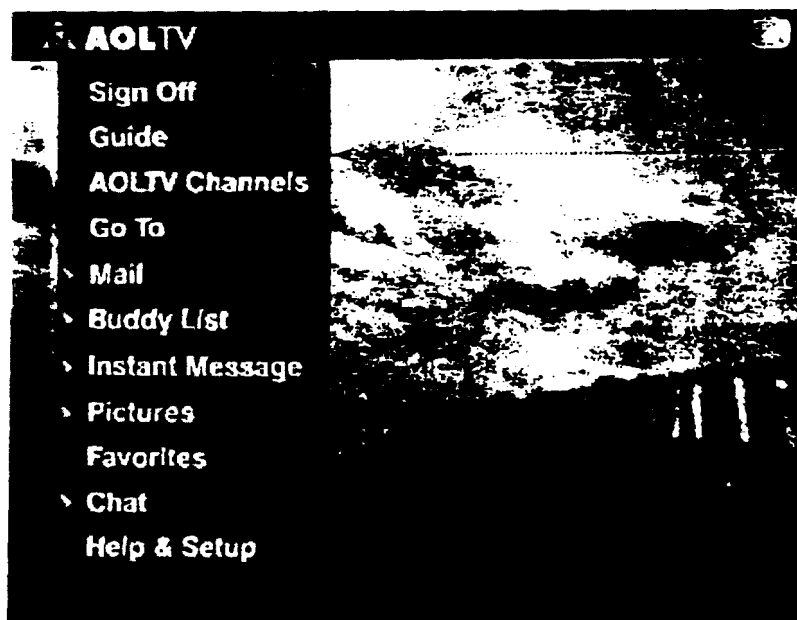 AOLTV
Sign Off
Guide
AOLTV Channels
Go To
Mail
Buddy List
Instant Message
Pictures
Favorites
Chat
Help & Setup